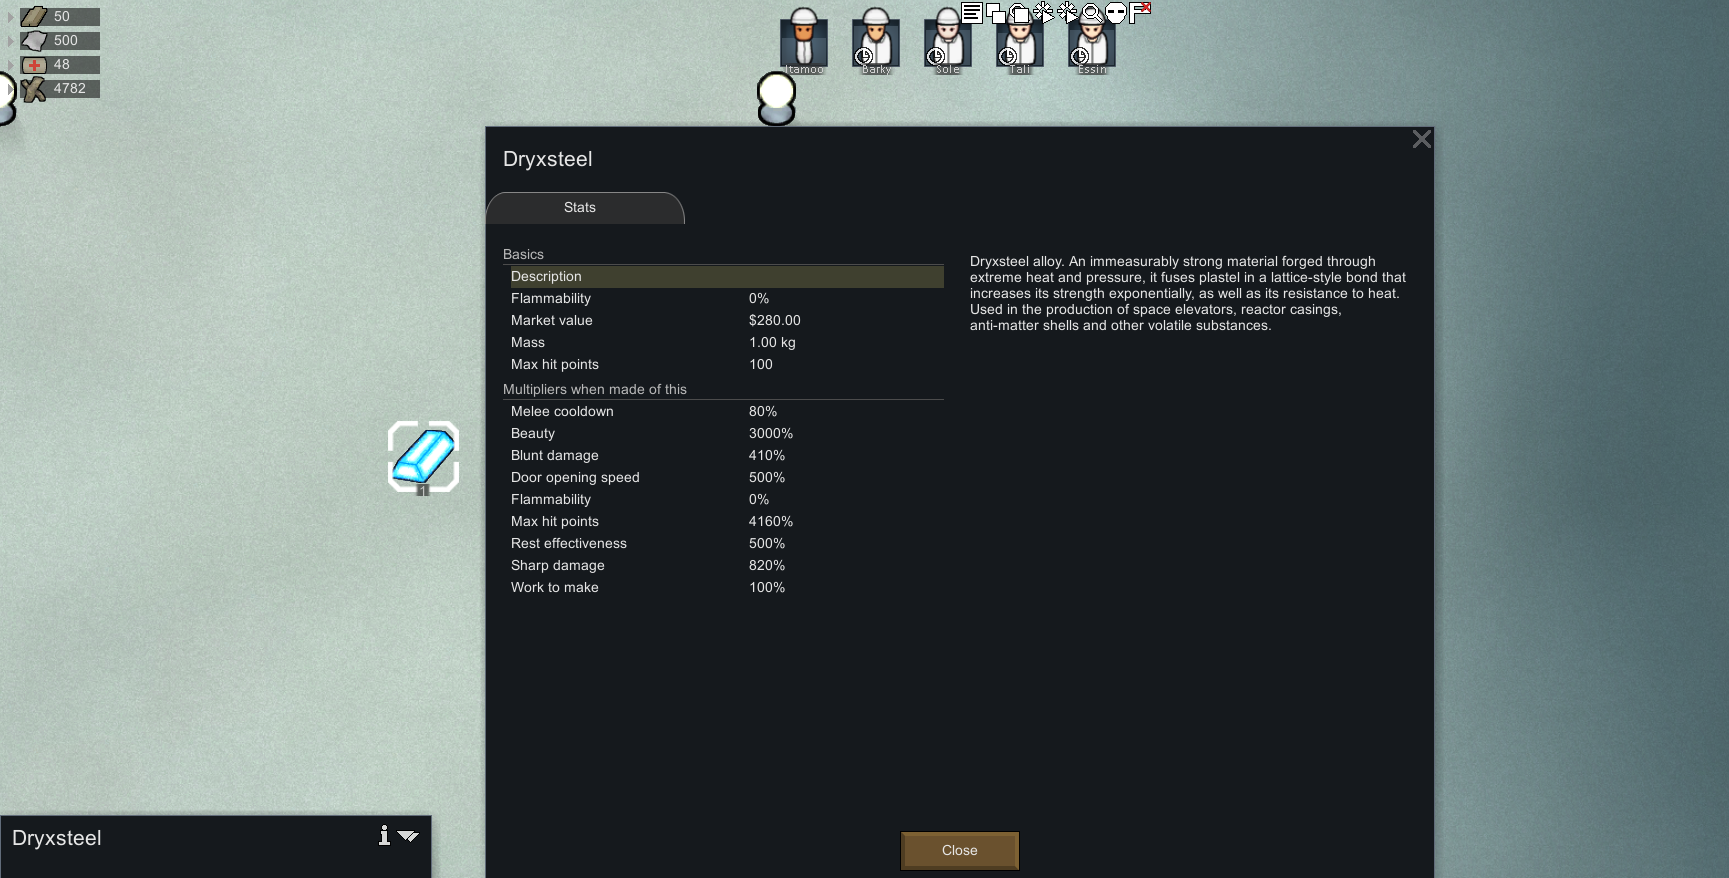 50
500
48
4782
Itamoo Barky Sole Tali Essin
Dryxsteel
Stats
Basics
Description
Flammability 0%
Market value $280.00
Mass 1.00 kg
Max hit points 100
Multipliers when made of this
Melee cooldown 80%
Beauty 3000%
Blunt damage 410%
Door opening speed 500%
Flammability 0%
Max hit points 4160%
Rest effectiveness 500%
Sharp damage 820%
Work to make 100%
Dryxsteel alloy. An immeasurably strong material forged through
extreme heat and pressure, it fuses plastel in a lattice-style bond that
increases its strength exponentially, as well as its resistance to heat.
Used in the production of space elevators, reactor casings,
anti-matter shells and other volatile substances.
1
Dryxsteel
Close